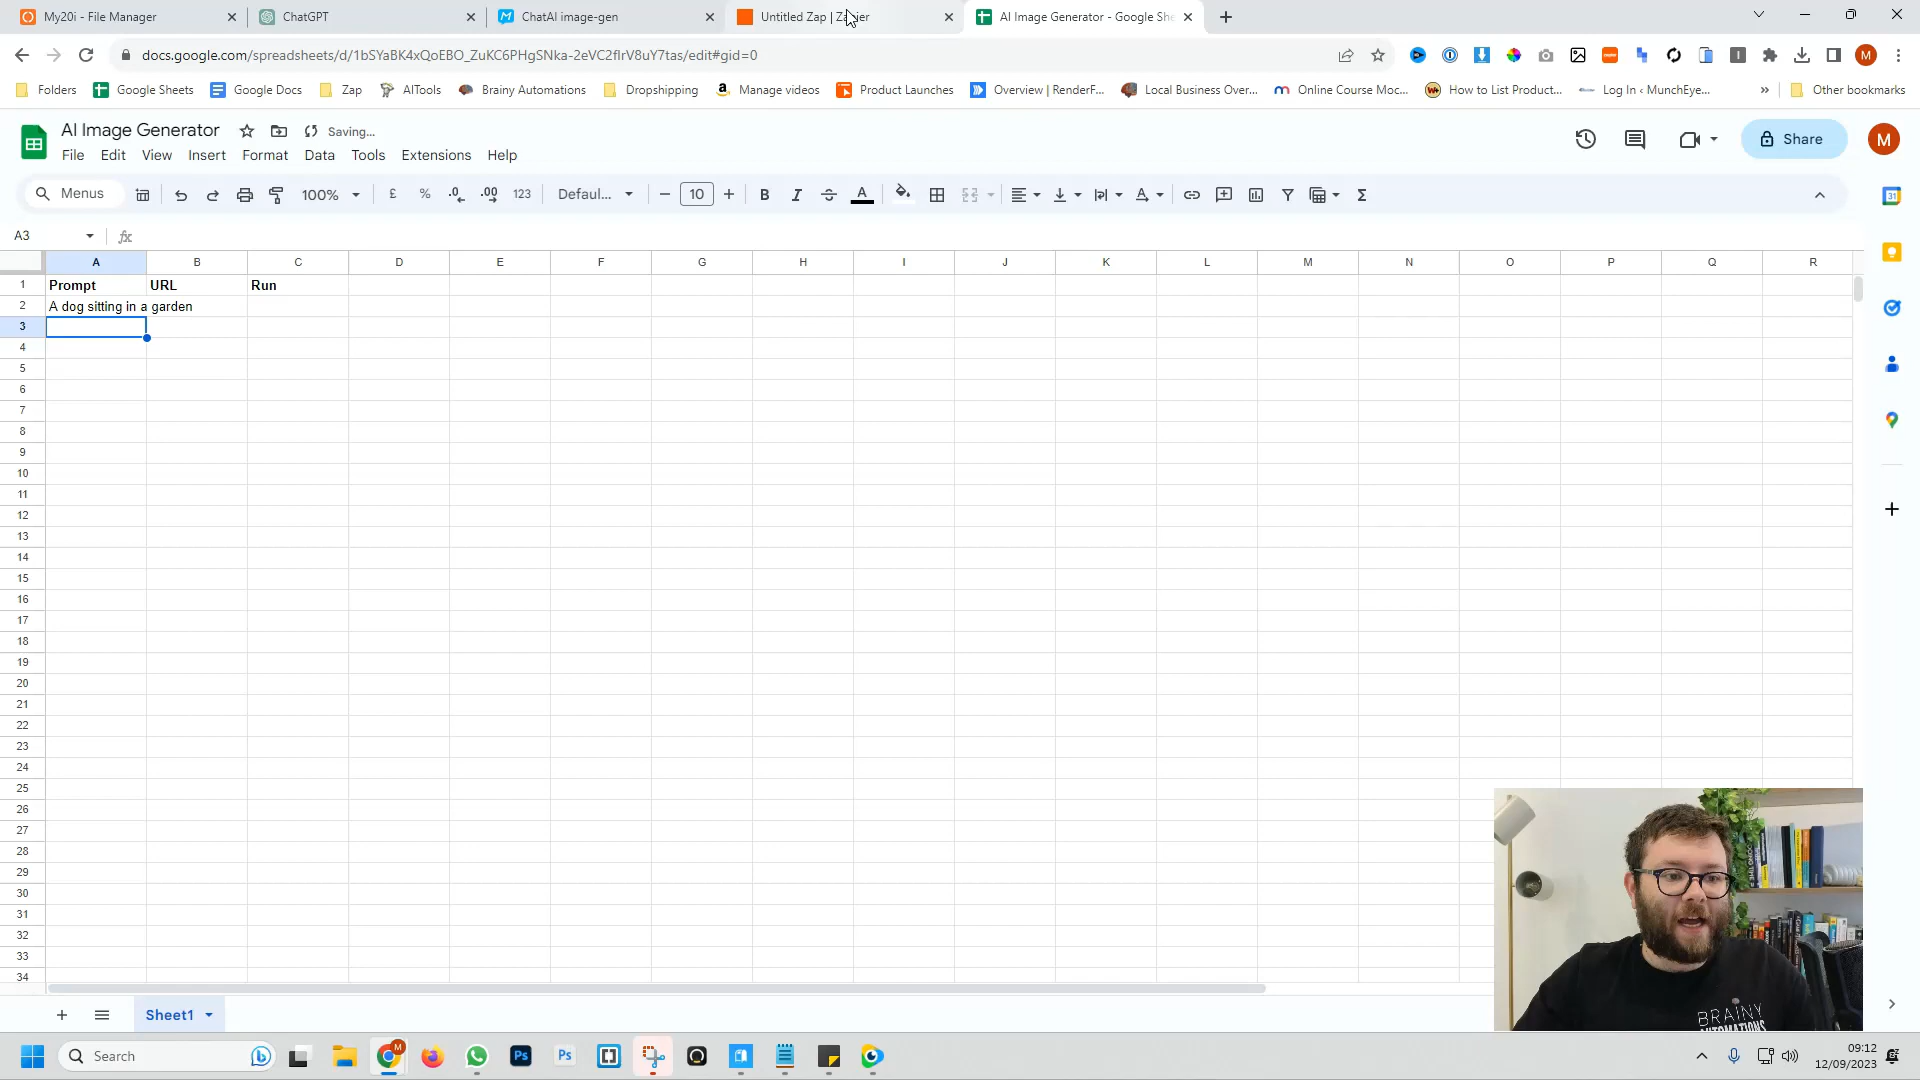 My20i - File Manager
ChatGPT
ChatAI image-gen
Untitled Zap | Zapier
AI Image Generator - Google She
docs.google.com/spreadsheets/d/1bSYaBK4xQoEBO_ZuKC6PHgSNka-2eVC2flrV8uY7tas/edit#gid=0
Folders
Google Sheets
Google Docs
Zap
AITools
Brainy Automations
Dropshipping
Manage videos
Product Launches
Overview | RenderF...
Local Business Over...
Online Course Moc...
How to List Product...
Log In ‹ MunchEye...
Other bookmarks
AI Image Generator
Saving...
File Edit View Insert Format Data Tools Extensions Help
Share
M
Menus
100%
£ % .0 .00 123
Defaul...
10
B I A
A3
fx
A B C D E F G H I J K L M N O P Q R
1 Prompt URL Run
2 A dog sitting in a garden
3
4
5
6
7
8
9
10
11
12
13
14
15
16
17
18
19
20
21
22
23
24
25
26
27
28
29
30
31
32
33
34
BRAINY
AUTOMATIONS
Sheet1
Search
09:12
12/09/2023